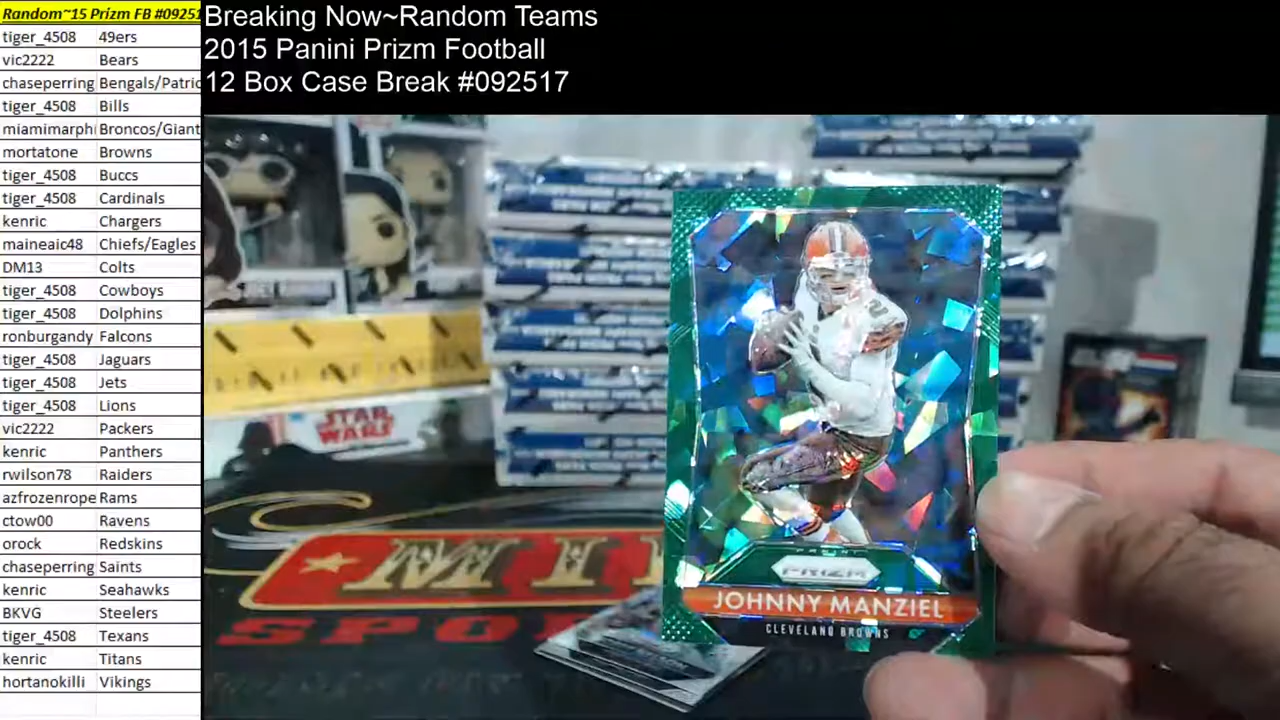 Random~15 Prizm FB #09251
tiger_4508 49ers
vic2222 Bears
chaseperring Bengals/Patric
tiger_4508 Bills
miamimarphi Broncos/Giant
mortatone Browns
tiger_4508 Buccs
tiger_4508 Cardinals
kenric Chargers
maineaic48 Chiefs/Eagles
DM13 Colts
tiger_4508 Cowboys
tiger_4508 Dolphins
ronburgandy Falcons
tiger_4508 Jaguars
tiger_4508 Jets
tiger_4508 Lions
vic2222 Packers
kenric Panthers
rwilson78 Raiders
azfrozenrope Rams
ctow00 Ravens
orock Redskins
chaseperring Saints
kenric Seahawks
BKVG Steelers
tiger_4508 Texans
kenric Titans
hortanokilli Vikings
Breaking Now~Random Teams
2015 Panini Prizm Football
12 Box Case Break #092517
STAR
WARS
PANINI
PRIZM
JOHNNY MANZIEL
CLEVELAND BROWNS